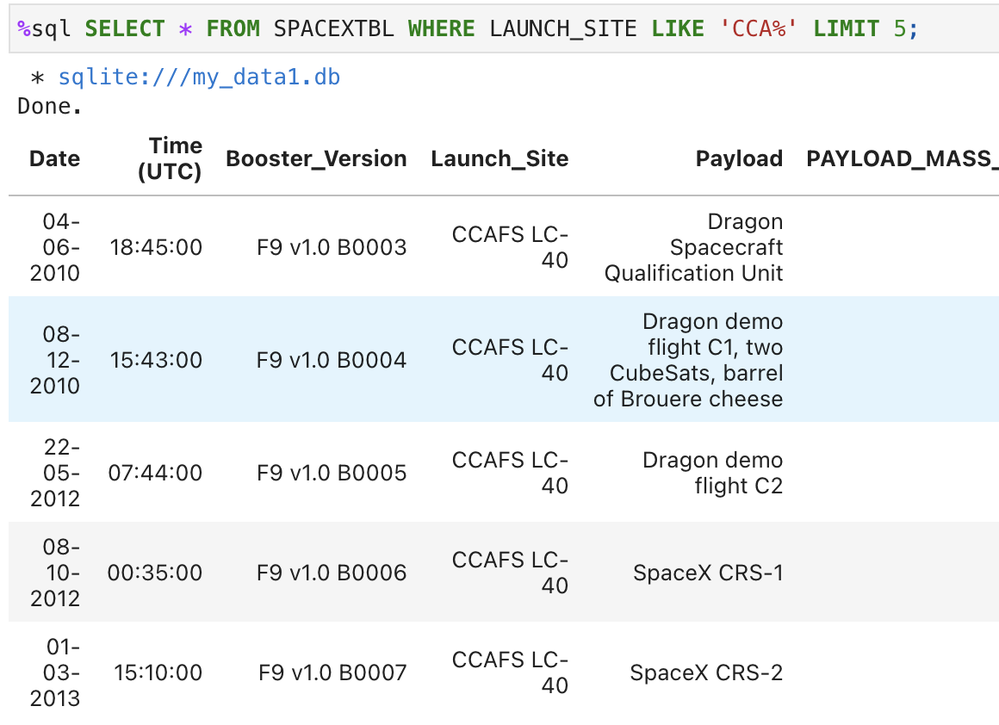 %sql SELECT * FROM SPACEXTBL WHERE LAUNCH_SITE LIKE 'CCA%' LIMIT 5;
* sqlite:///my_data1.db
Done.
Date Time (UTC) Booster_Version Launch_Site Payload PAYLOAD_MASS_
04-06-2010 18:45:00 F9 v1.0 B0003 CCAFS LC-40 Dragon Spacecraft Qualification Unit
08-12-2010 15:43:00 F9 v1.0 B0004 CCAFS LC-40 Dragon demo flight C1, two CubeSats, barrel of Brouere cheese
22-05-2012 07:44:00 F9 v1.0 B0005 CCAFS LC-40 Dragon demo flight C2
08-10-2012 00:35:00 F9 v1.0 B0006 CCAFS LC-40 SpaceX CRS-1
01-03-2013 15:10:00 F9 v1.0 B0007 CCAFS LC-40 SpaceX CRS-2